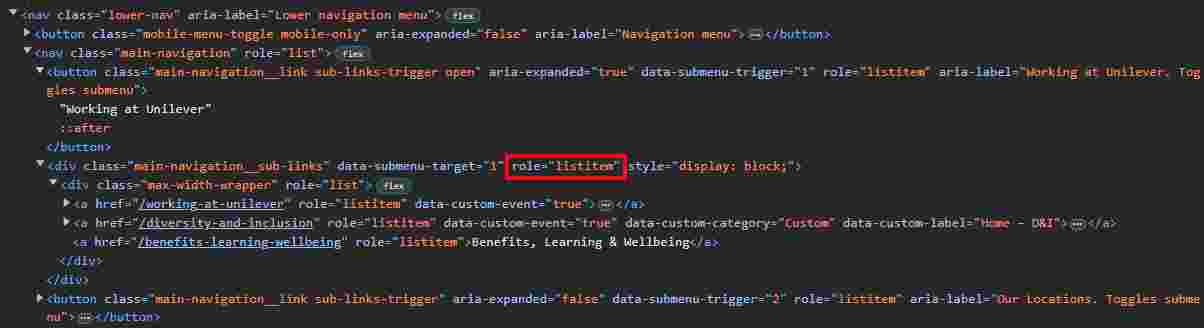 <nav class="lower-nav" aria-label="Lower navigation menu"> flex
<button class="mobile-menu-toggle mobile-only" aria-expanded="false" aria-label="Navigation menu">…</button>
<nav class="main-navigation" role="list"> flex
<button class="main-navigation__link sub-links-trigger open" aria-expanded="true" data-submenu-trigger="1" role="listitem" aria-label="Working at Unilever. Tog
gles submenu">
"Working at Unilever"
::after
</button>
<div class="main-navigation__sub-links" data-submenu-target="1" role="listitem" style="display: block;">
<div class="max-width-wrapper" role="list"> flex
<a href="/working-at-unilever" role="listitem" data-custom-event="true">…</a>
<a href="/diversity-and-inclusion" role="listitem" data-custom-event="true" data-custom-category="Custom" data-custom-label="Home - D&I">…</a>
<a href="/benefits-learning-wellbeing" role="listitem">Benefits, Learning & Wellbeing</a>
</div>
</div>
<button class="main-navigation__link sub-links-trigger" aria-expanded="false" data-submenu-trigger="2" role="listitem" aria-label="Our Locations. Toggles subme
nu">…</button>